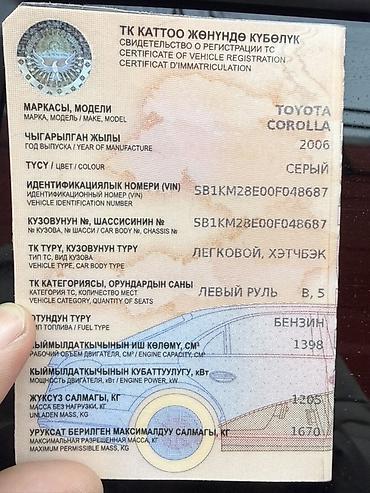 ТК КАТТОО ЖӨНҮНДӨ КҮБӨЛҮК
СВИДЕТЕЛЬСТВО О РЕГИСТРАЦИИ ТС
CERTIFICATE OF VEHICLE REGISTRATION
CERTIFICAT D'IMMATRICULATION
МАРКАСЫ, МОДЕЛИ
МАРКА, МОДЕЛЬ / MAKE, MODEL
TOYOTA
COROLLA
ЧЫГАРЫЛГАН ЖЫЛЫ
ГОД ВЫПУСКА / YEAR OF MANUFACTURE
2006
ТҮСҮ / ЦВЕТ / COLOUR
СЕРЫЙ
ИДЕНТИФИКАЦИЯЛЫК НОМЕРИ (VIN)
ИДЕНТИФИКАЦИОННЫЙ НОМЕР (VIN)
VEHICLE IDENTIFICATION NUMBER
SB1KM28E00F048687
КУЗОВУНУН №, ШАССИСИНИН №
№ КУЗОВА, № ШАССИ / CAR BODY №, CHASSIS №
SB1KM28E00F048687
ТК ТҮРҮ, КУЗОВУНУН ТҮРҮ
ТИП ТС, ВИД КУЗОВА
VEHICLE TYPE, CAR BODY TYPE
ЛЕГКОВОЙ, ХЭТЧБЭК
ТК КАТЕГОРИЯСЫ, ОРУНДАРДЫН САНЫ
КАТЕГОРИЯ ТС, КОЛИЧЕСТВО МЕСТ
VEHICLE CATEGORY, QUANTITY OF SEATS
ЛЕВЫЙ РУЛЬ B, 5
ОТУНДУН ТҮРҮ
ТИП ТОПЛИВА / FUEL TYPE
БЕНЗИН
КЫЙМЫЛДАТКЫЧЫНЫН ИШ КӨЛӨМҮ, СМ³
РАБОЧИЙ ОБЪЕМ ДВИГАТЕЛЯ, СМ³ / ENGINE CAPACITY, CM³
1398
КЫЙМЫЛДАТКЫЧЫНЫН КУБАТТУУЛУГУ, кВт
МОЩНОСТЬ ДВИГАТЕЛЯ, кВт / ENGINE POWER, kW
ЖҮКСҮЗ САЛМАГЫ, КГ
МАССА БЕЗ НАГРУЗКИ, КГ
UNLADEN MASS, KG
1205
УРУКСАТ БЕРИЛГЕН МАКСИМАЛДУУ САЛМАГЫ, КГ
МАКСИМАЛЬНАЯ РАЗРЕШЕННАЯ МАССА, КГ
MAXIMUM PERMISSIBLE MASS, KG
1670